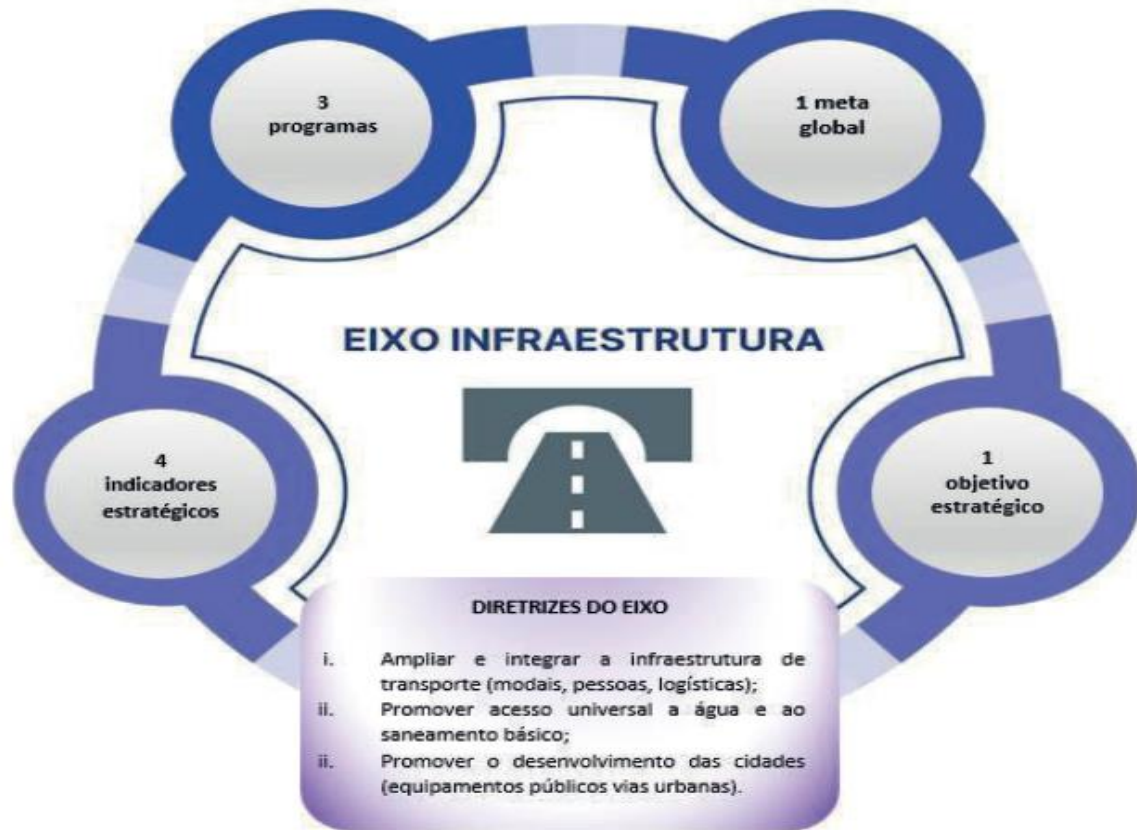 3
programas
1 meta
global
EIXO INFRAESTRUTURA
4
indicadores
estratégicos
1
objetivo
estratégico
DIRETRIZES DO EIXO
i. Ampliar e integrar a infraestrutura de
transporte (modais, pessoas, logísticas);
ii. Promover acesso universal a água e ao
saneamento básico;
ii. Promover o desenvolvimento das cidades
(equipamentos públicos vias urbanas).